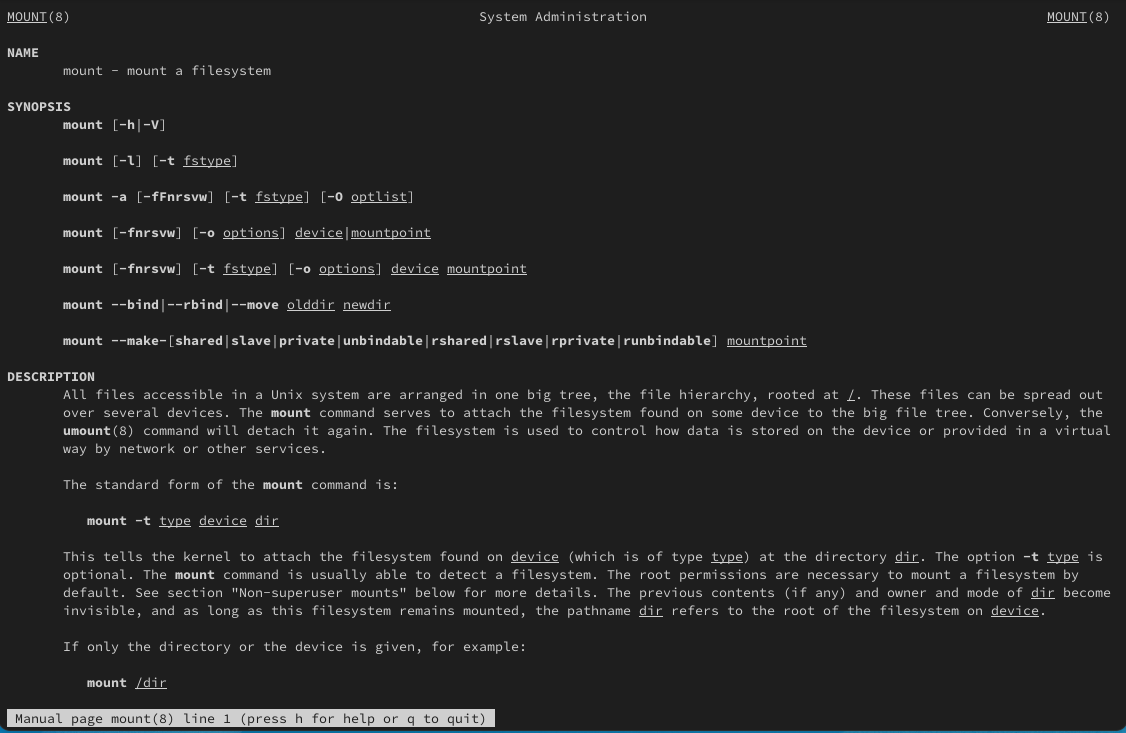 MOUNT(8) System Administration MOUNT(8)
NAME
mount - mount a filesystem
SYNOPSIS
mount [-h|-V]
mount [-l] [-t fstype]
mount -a [-fFnrsvw] [-t fstype] [-O optlist]
mount [-fnrsvw] [-o options] device|mountpoint
mount [-fnrsvw] [-t fstype] [-o options] device mountpoint
mount --bind|--rbind|--move olddir newdir
mount --make-[shared|slave|private|unbindable|rshared|rslave|rprivate|runbindable] mountpoint
DESCRIPTION
All files accessible in a Unix system are arranged in one big tree, the file hierarchy, rooted at /. These files can be spread out
over several devices. The mount command serves to attach the filesystem found on some device to the big file tree. Conversely, the
umount(8) command will detach it again. The filesystem is used to control how data is stored on the device or provided in a virtual
way by network or other services.
The standard form of the mount command is:
mount -t type device dir
This tells the kernel to attach the filesystem found on device (which is of type type) at the directory dir. The option -t type is
optional. The mount command is usually able to detect a filesystem. The root permissions are necessary to mount a filesystem by
default. See section "Non-superuser mounts" below for more details. The previous contents (if any) and owner and mode of dir become
invisible, and as long as this filesystem remains mounted, the pathname dir refers to the root of the filesystem on device.
If only the directory or the device is given, for example:
mount /dir
Manual page mount(8) line 1 (press h for help or q to quit)